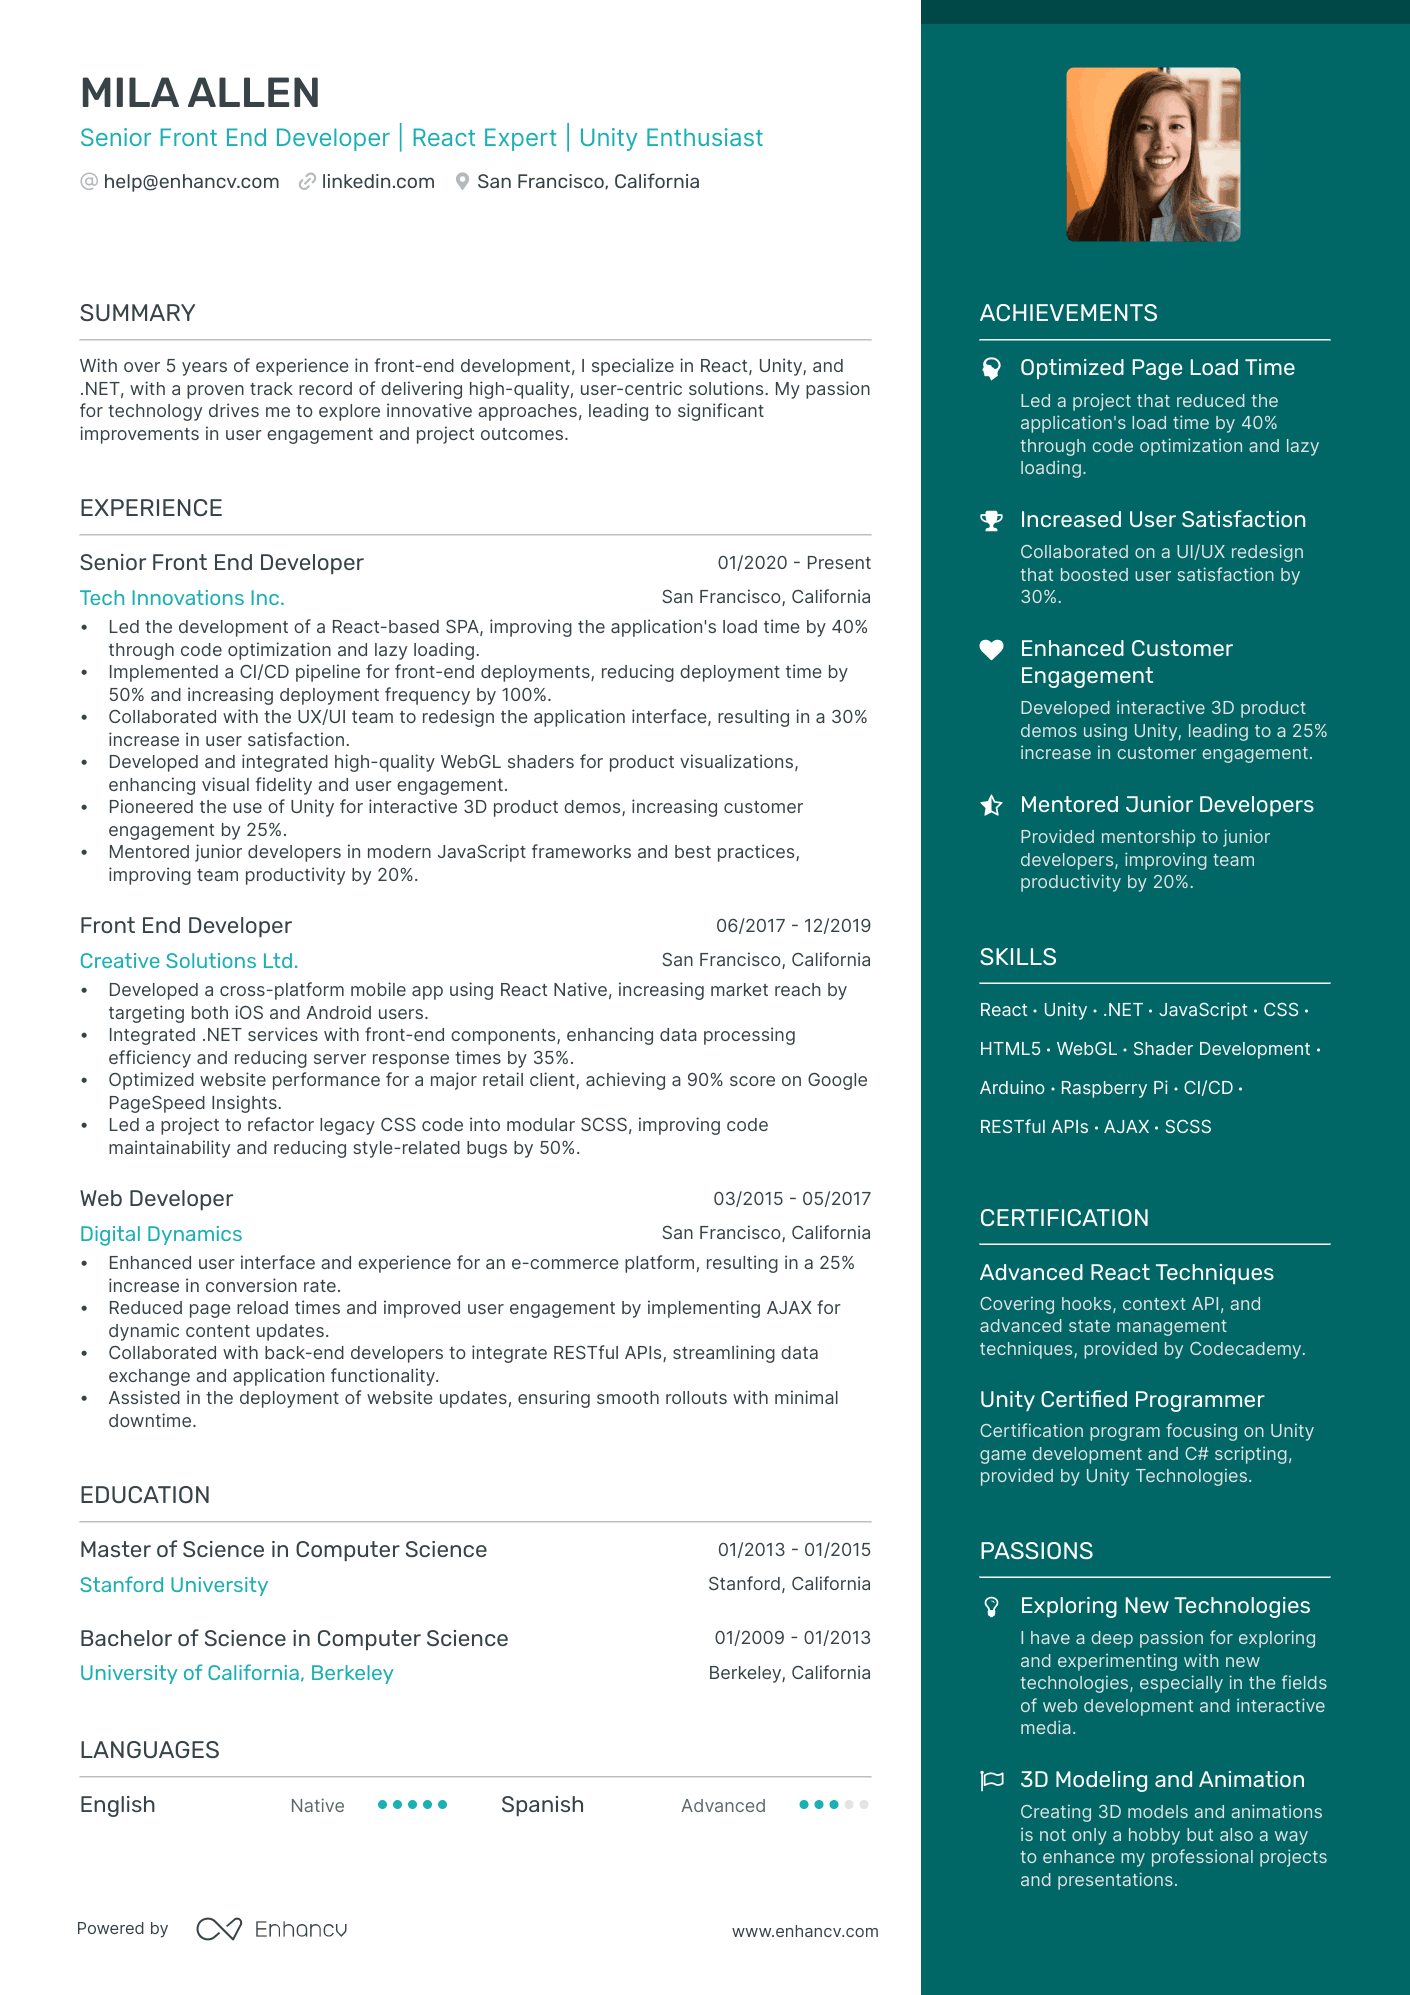 MILA ALLEN
Senior Front End Developer | React Expert | Unity Enthusiast
help@enhancv.com linkedin.com San Francisco, California
SUMMARY
With over 5 years of experience in front-end development, I specialize in React, Unity, and
.NET, with a proven track record of delivering high-quality, user-centric solutions. My passion
for technology drives me to explore innovative approaches, leading to significant
improvements in user engagement and project outcomes.
EXPERIENCE
Senior Front End Developer 01/2020 - Present
Tech Innovations Inc. San Francisco, California
• Led the development of a React-based SPA, improving the application's load time by 40%
through code optimization and lazy loading.
• Implemented a CI/CD pipeline for front-end deployments, reducing deployment time by
50% and increasing deployment frequency by 100%.
• Collaborated with the UX/UI team to redesign the application interface, resulting in a 30%
increase in user satisfaction.
• Developed and integrated high-quality WebGL shaders for product visualizations,
enhancing visual fidelity and user engagement.
• Pioneered the use of Unity for interactive 3D product demos, increasing customer
engagement by 25%.
• Mentored junior developers in modern JavaScript frameworks and best practices,
improving team productivity by 20%.
Front End Developer 06/2017 - 12/2019
Creative Solutions Ltd. San Francisco, California
• Developed a cross-platform mobile app using React Native, increasing market reach by
targeting both iOS and Android users.
• Integrated .NET services with front-end components, enhancing data processing
efficiency and reducing server response times by 35%.
• Optimized website performance for a major retail client, achieving a 90% score on Google
PageSpeed Insights.
• Led a project to refactor legacy CSS code into modular SCSS, improving code
maintainability and reducing style-related bugs by 50%.
Web Developer 03/2015 - 05/2017
Digital Dynamics San Francisco, California
• Enhanced user interface and experience for an e-commerce platform, resulting in a 25%
increase in conversion rate.
• Reduced page reload times and improved user engagement by implementing AJAX for
dynamic content updates.
• Collaborated with back-end developers to integrate RESTful APIs, streamlining data
exchange and application functionality.
• Assisted in the deployment of website updates, ensuring smooth rollouts with minimal
downtime.
EDUCATION
Master of Science in Computer Science 01/2013 - 01/2015
Stanford University Stanford, California
Bachelor of Science in Computer Science 01/2009 - 01/2013
University of California, Berkeley Berkeley, California
LANGUAGES
English Native Spanish Advanced
Powered by Enhancv www.enhancv.com
ACHIEVEMENTS
Optimized Page Load Time
Led a project that reduced the
application's load time by 40%
through code optimization and lazy
loading.
Increased User Satisfaction
Collaborated on a UI/UX redesign
that boosted user satisfaction by
30%.
Enhanced Customer
Engagement
Developed interactive 3D product
demos using Unity, leading to a 25%
increase in customer engagement.
Mentored Junior Developers
Provided mentorship to junior
developers, improving team
productivity by 20%.
SKILLS
React • Unity • .NET • JavaScript • CSS •
HTML5 • WebGL • Shader Development •
Arduino • Raspberry Pi • CI/CD •
RESTful APIs • AJAX • SCSS
CERTIFICATION
Advanced React Techniques
Covering hooks, context API, and
advanced state management
techniques, provided by Codecademy.
Unity Certified Programmer
Certification program focusing on Unity
game development and C# scripting,
provided by Unity Technologies.
PASSIONS
Exploring New Technologies
I have a deep passion for exploring
and experimenting with new
technologies, especially in the fields
of web development and interactive
media.
3D Modeling and Animation
Creating 3D models and animations
is not only a hobby but also a way
to enhance my professional projects
and presentations.